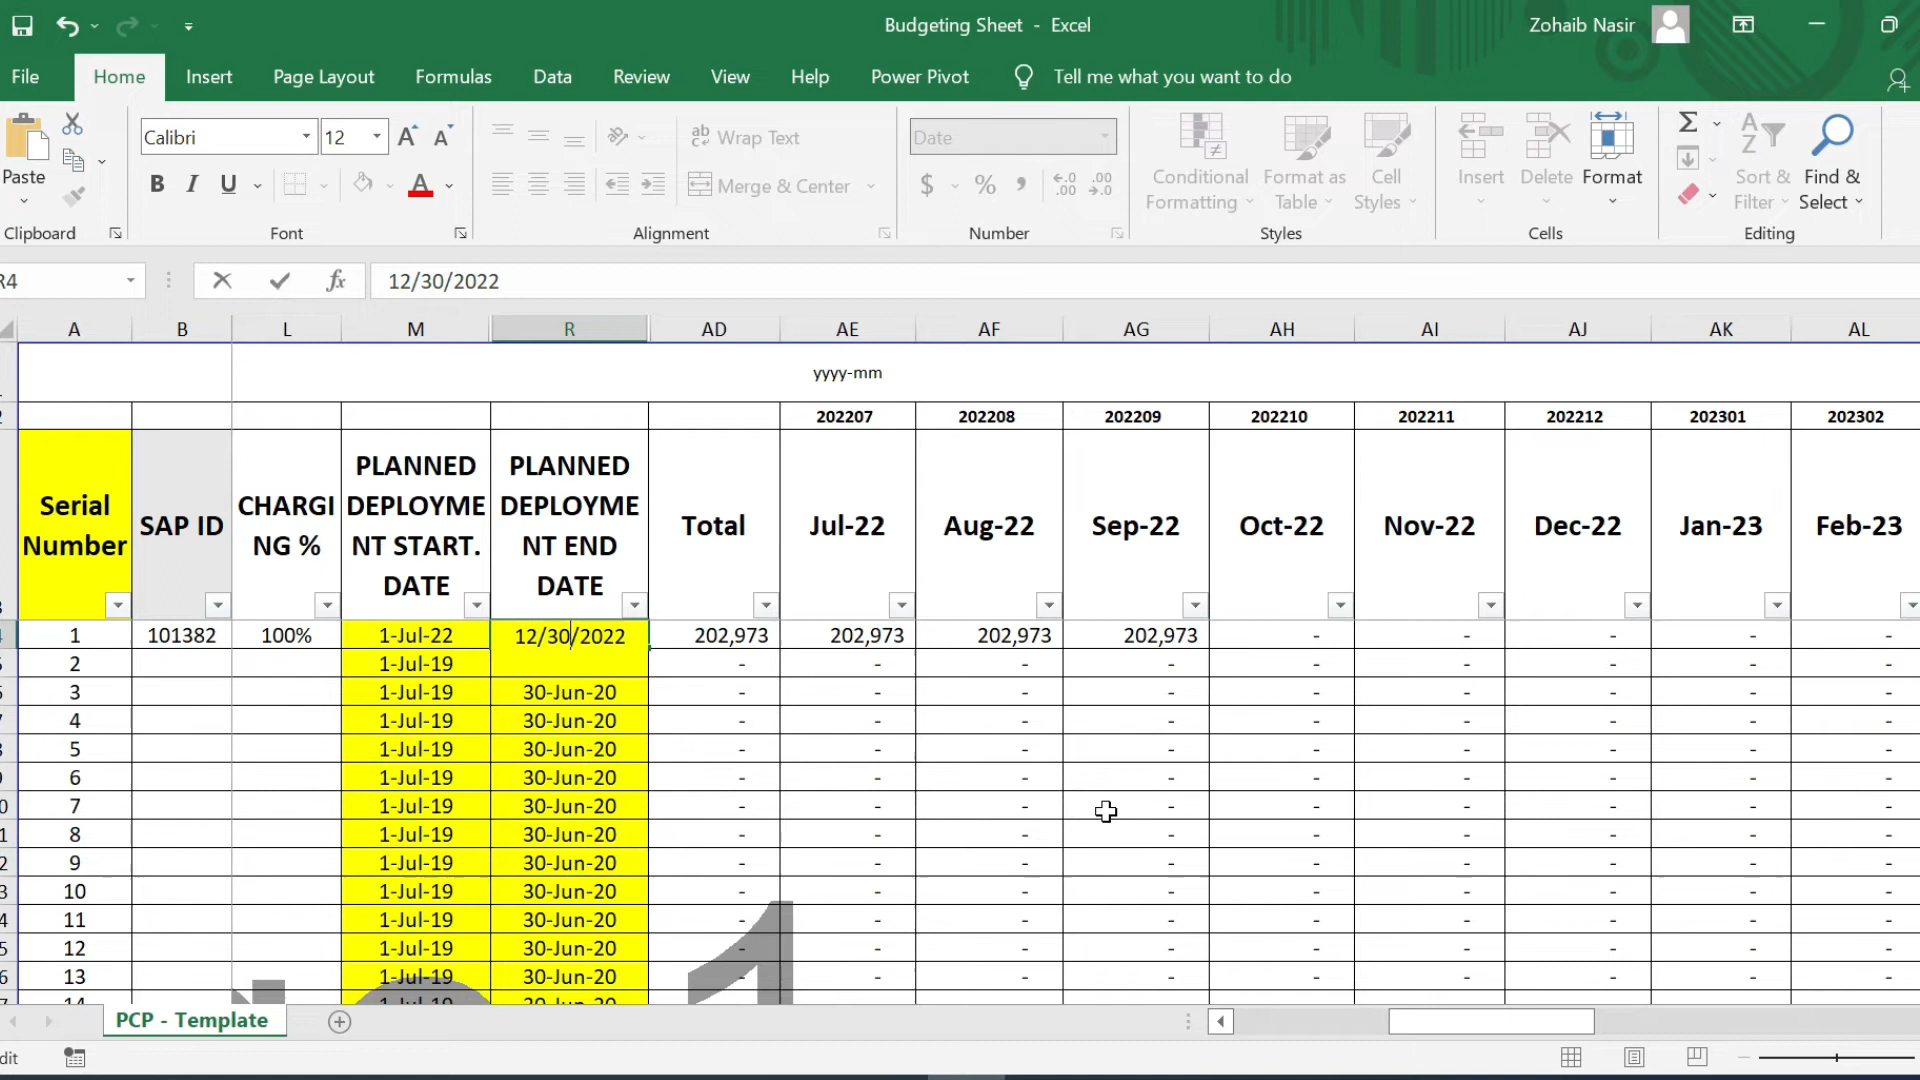 Budgeting Sheet - Excel
Zohaib Nasir
File Home Insert Page Layout Formulas Data Review View Help Power Pivot Tell me what you want to do
Calibri 12
Wrap Text
Date
Paste
Merge & Center
$ % ,
Conditional Formatting
Format as Table
Cell Styles
Insert Delete Format
Sort & Filter
Find & Select
Clipboard Font Alignment Number Styles Cells Editing
R4 fx 12/30/2022
A B L M R AD AE AF AG AH AI AJ AK AL
yyyy-mm
202207 202208 202209 202210 202211 202212 202301 202302
Serial Number
SAP ID
CHARGI NG %
PLANNED DEPLOYME NT START. DATE
PLANNED DEPLOYME NT END DATE
Total Jul-22 Aug-22 Sep-22 Oct-22 Nov-22 Dec-22 Jan-23 Feb-23
1 101382 100% 1-Jul-22 12/30/2022 202,973 202,973 202,973 202,973 - - - - -
2 1-Jul-19 - - - - - - - - -
3 1-Jul-19 30-Jun-20 - - - - - - - - -
4 1-Jul-19 30-Jun-20 - - - - - - - - -
5 1-Jul-19 30-Jun-20 - - - - - - - - -
6 1-Jul-19 30-Jun-20 - - - - - - - - -
7 1-Jul-19 30-Jun-20 - - - - - - - - -
8 1-Jul-19 30-Jun-20 - - - - - - - - -
9 1-Jul-19 30-Jun-20 - - - - - - - - -
10 1-Jul-19 30-Jun-20 - - - - - - - - -
11 1-Jul-19 30-Jun-20 - - - - - - - - -
12 1-Jul-19 30-Jun-20 - - - - - - - - -
13 1-Jul-19 30-Jun-20 - - - - - - - - -
14 1-Jul-19 30-Jun-20
PCP - Template